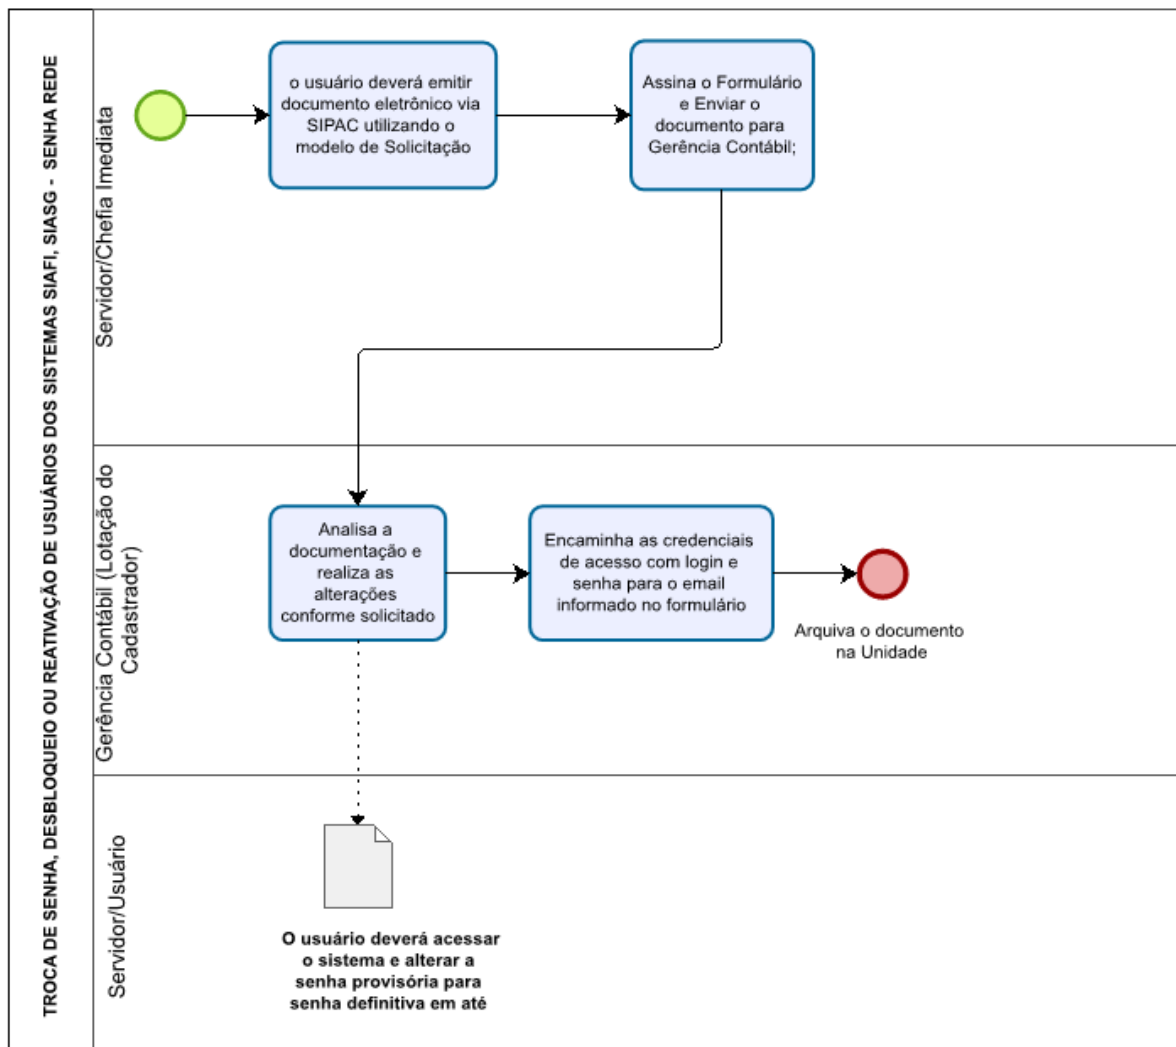 TROCA DE SENHA, DESBLOQUEIO OU REATIVAÇÃO DE USUÁRIOS DOS SISTEMAS SIAFI, SIASG - SENHA REDE
Servidor/Chefia Imediata
o usuário deverá emitir
documento eletrônico via
SIPAC utilizando o
modelo de Solicitação
Assina o Formulário
e Enviar o
documento para
Gerência Contábil;
Gerência Contábil (Lotação do
Cadastrador)
Analisa a
documentação e
realiza as
alterações
conforme solicitado
Encaminha as credenciais
de acesso com login e
senha para o email
informado no formulário
Arquiva o documento
na Unidade
Servidor/Usuário
O usuário deverá acessar
o sistema e alterar a
senha provisória para
senha definitiva em até